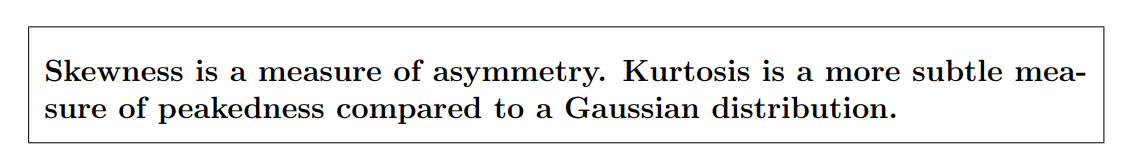 Skewness is a measure of asymmetry. Kurtosis is a more subtle mea-
sure of peakedness compared to a Gaussian distribution.